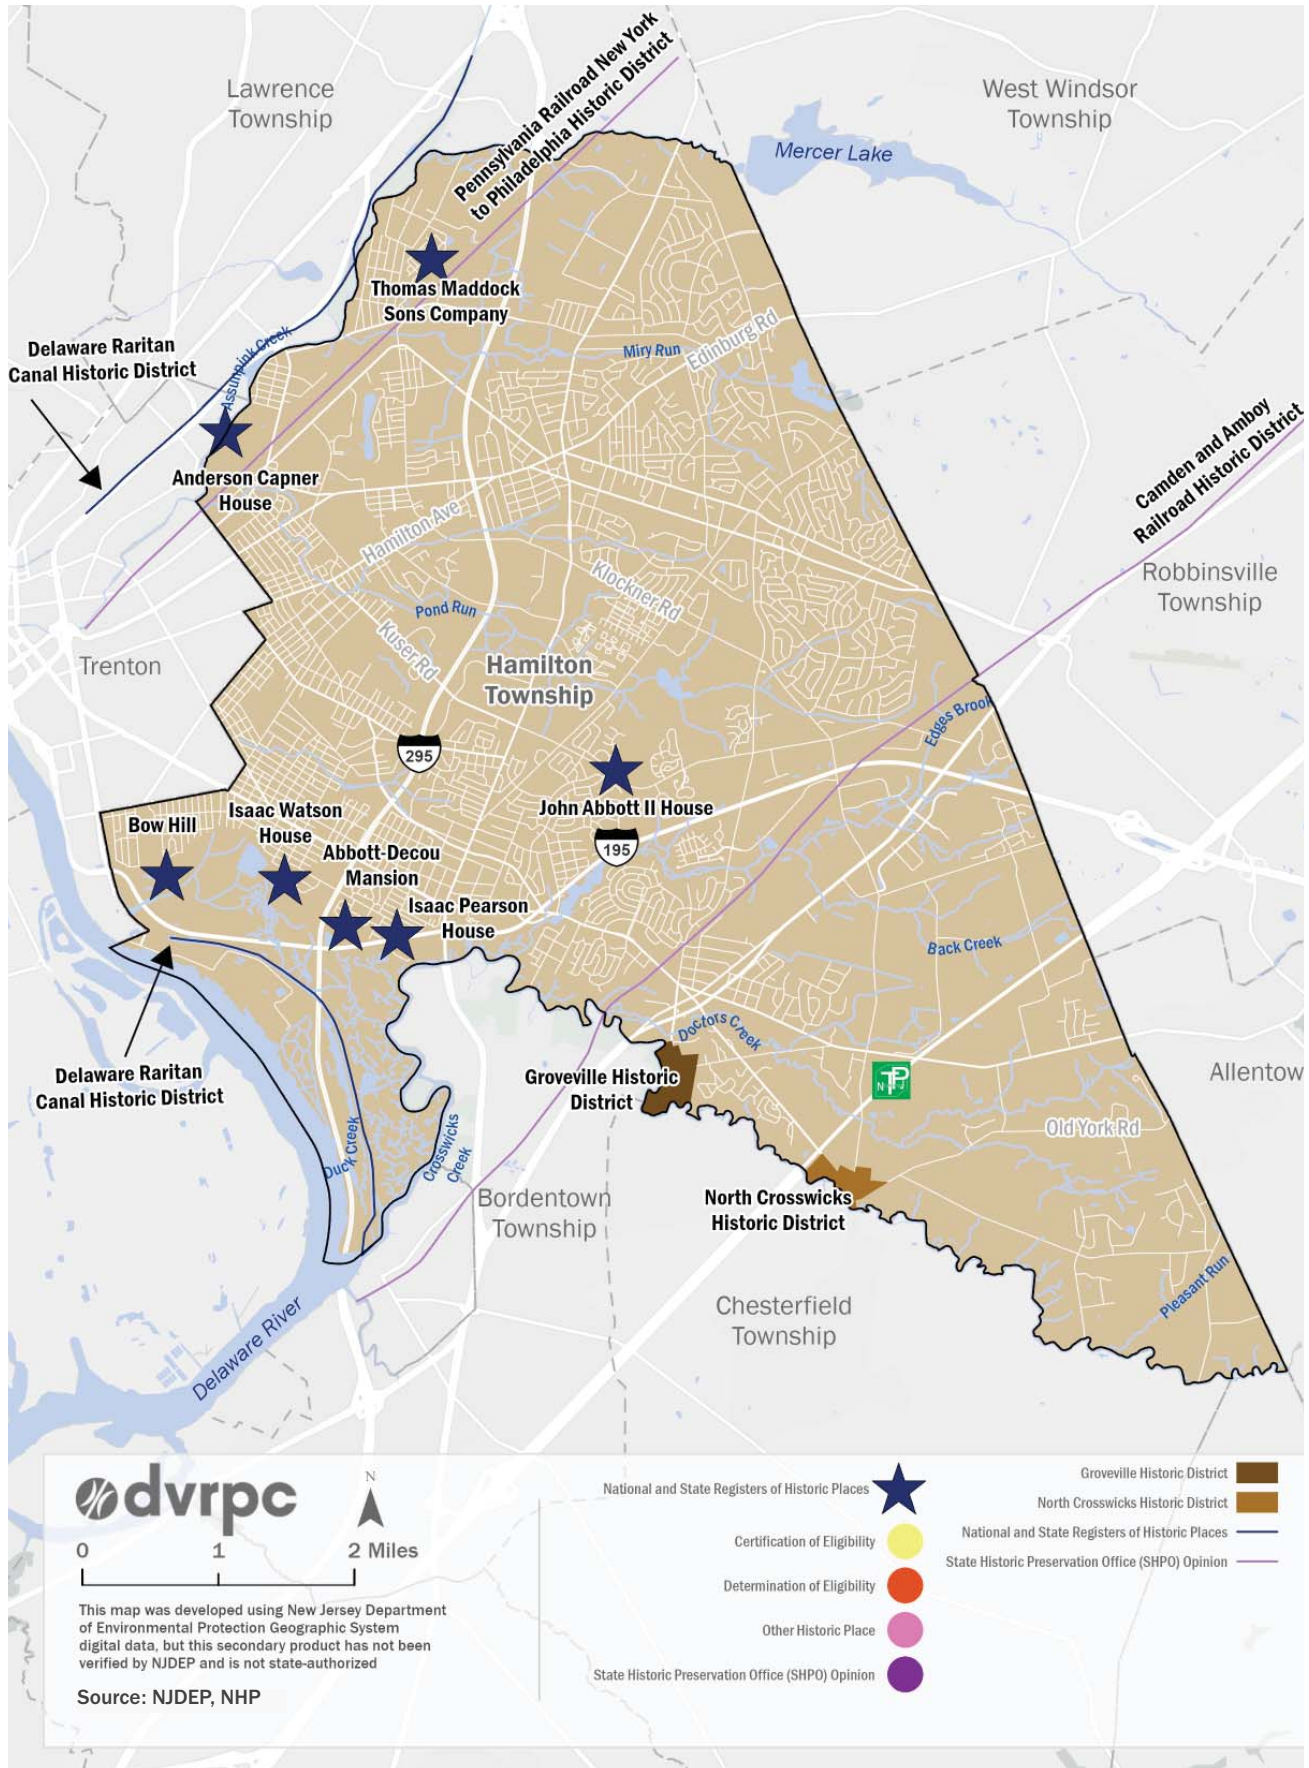 Lawrence
Township
Pennsylvania Railroad New York
to Philadelphia Historic District
West Windsor
Township
Mercer Lake
Thomas Maddock
Sons Company
Assunpink Creek
Delaware Raritan
Canal Historic District
Miry Run
Edinburg Rd
Camden and Amboy
Railroad Historic District
Anderson Capner
House
Hamilton Ave
Klockner Rd
Robbinsville
Township
Pond Run
Kuser Rd
Trenton
Hamilton
Township
Edges Brook
295
Bow Hill
Isaac Watson
House
John Abbott II House
195
Abbott-Decou
Mansion
Isaac Pearson
House
Back Creek
Doctors Creek
Delaware Raritan
Canal Historic District
Groveville Historic
District
NTPJ
Allentow
Old York Rd
Duck Creek
Crosswicks
Creek
Bordentown
Township
North Crosswicks
Historic District
Pleasant Run
Chesterfield
Township
Delaware River
dvrpc
N
0 1 2 Miles
This map was developed using New Jersey Department
of Environmental Protection Geographic System
digital data, but this secondary product has not been
verified by NJDEP and is not state-authorized
Source: NJDEP, NHP
National and State Registers of Historic Places
Certification of Eligibility
Determination of Eligibility
Other Historic Place
State Historic Preservation Office (SHPO) Opinion
Groveville Historic District
North Crosswicks Historic District
National and State Registers of Historic Places
State Historic Preservation Office (SHPO) Opinion